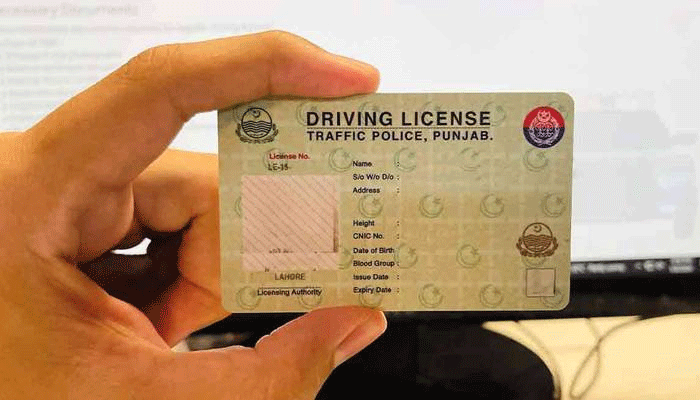 DRIVING LICENSE
TRAFFIC POLICE, PUNJAB.
License No.
LE-15-
Name :
S/o W/o D/o :
Address :
Height :
CNIC No. :
Date of Birth
Blood Group :
Issue Date :
Expiry Date :
LAHORE
Licensing Authority